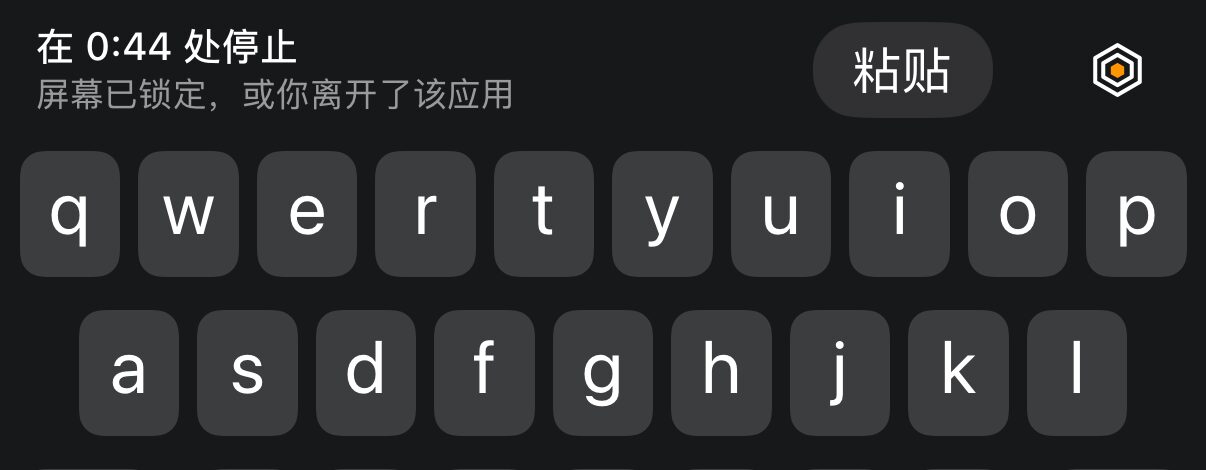 在 0:44 处停止
屏幕已锁定，或你离开了该应用
粘贴
q w e r t y u i o p
a s d f g h j k l